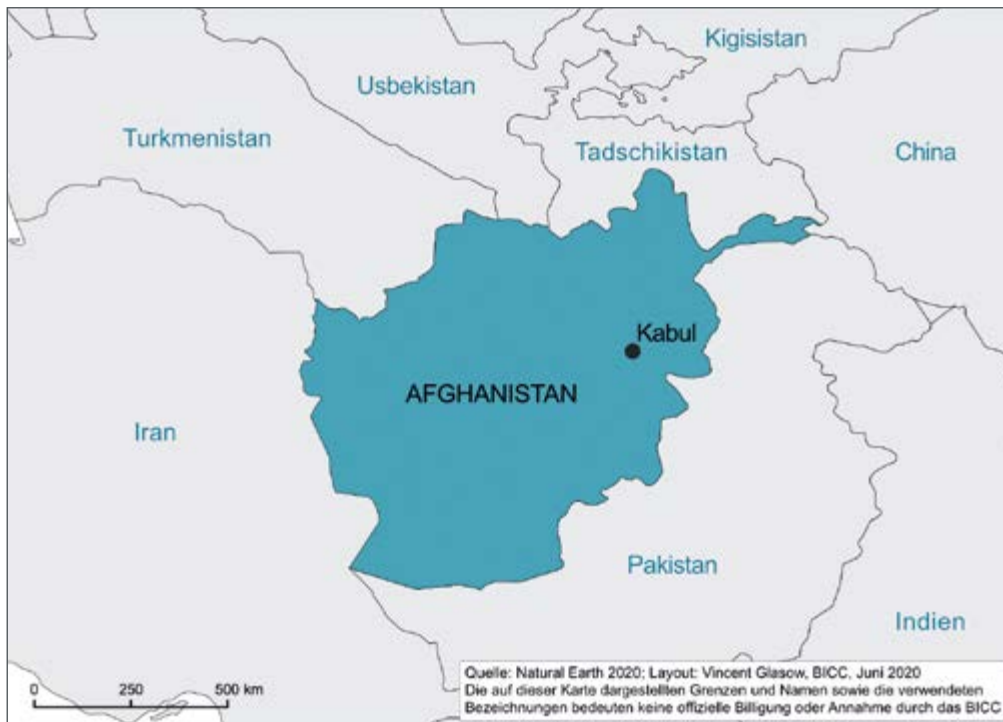 Kigisistan
Usbekistan
Turkmenistan
Tadschikistan
China
Kabul
AFGHANISTAN
Iran
Pakistan
Indien
0 250 500 km
Quelle: Natural Earth 2020; Layout: Vincent Glasow, BICC, Juni 2020
Die auf dieser Karte dargestellten Grenzen und Namen sowie die verwendeten
Bezeichnungen bedeuten keine offizielle Billigung oder Annahme durch das BICC